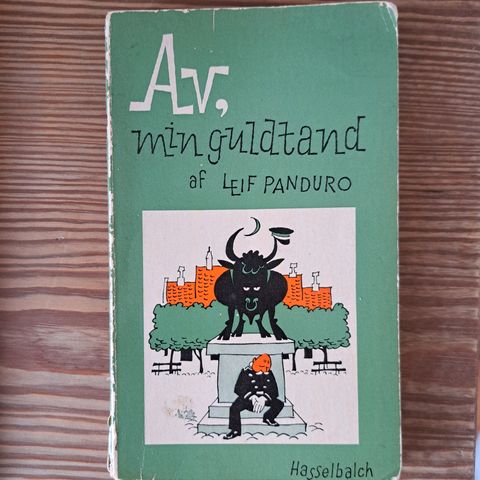 Av,
min guldtand
af LEIF PANDURO
Hasselbalch